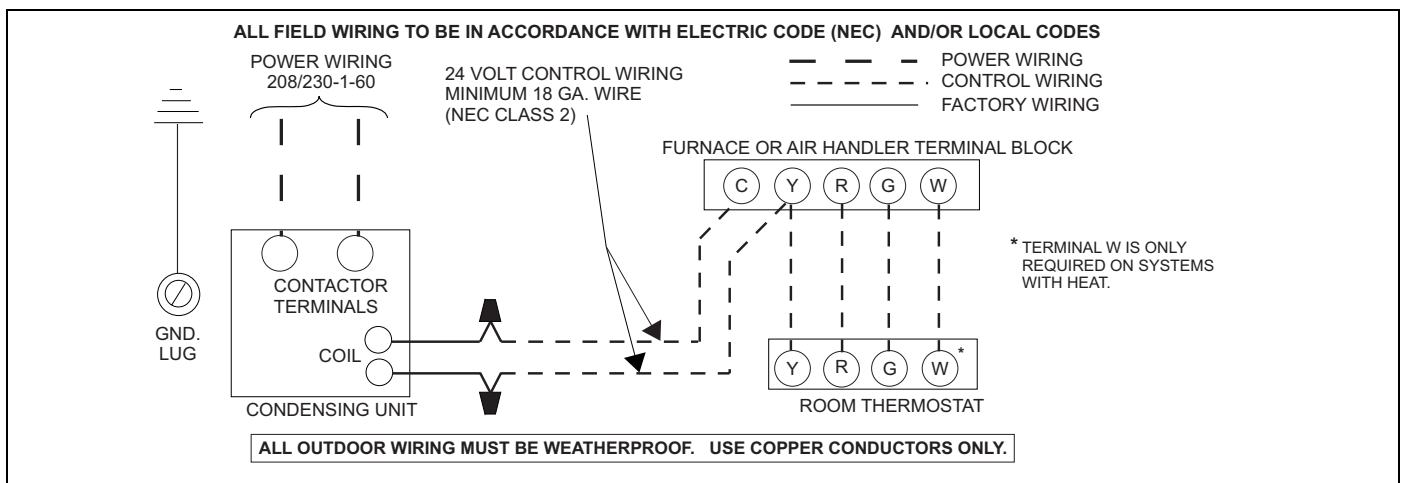 ALL FIELD WIRING TO BE IN ACCORDANCE WITH ELECTRIC CODE (NEC) AND/OR LOCAL CODES
POWER WIRING
208/230-1-60
24 VOLT CONTROL WIRING
MINIMUM 18 GA. WIRE
(NEC CLASS 2)
POWER WIRING
CONTROL WIRING
FACTORY WIRING
FURNACE OR AIR HANDLER TERMINAL BLOCK
C Y R G W
* TERMINAL W IS ONLY
REQUIRED ON SYSTEMS
WITH HEAT.
GND.
LUG
CONTACTOR
TERMINALS
COIL
CONDENSING UNIT
Y R G W *
ROOM THERMOSTAT
ALL OUTDOOR WIRING MUST BE WEATHERPROOF. USE COPPER CONDUCTORS ONLY.